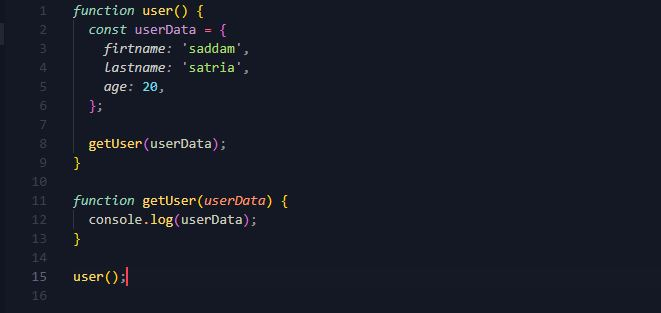 1 function user() {
2   const userData = {
3     firtname: 'saddam',
4     lastname: 'satria',
5     age: 20,
6   };
7
8   getUser(userData);
9 }
10
11 function getUser(userData) {
12   console.log(userData);
13 }
14
15 user();
16